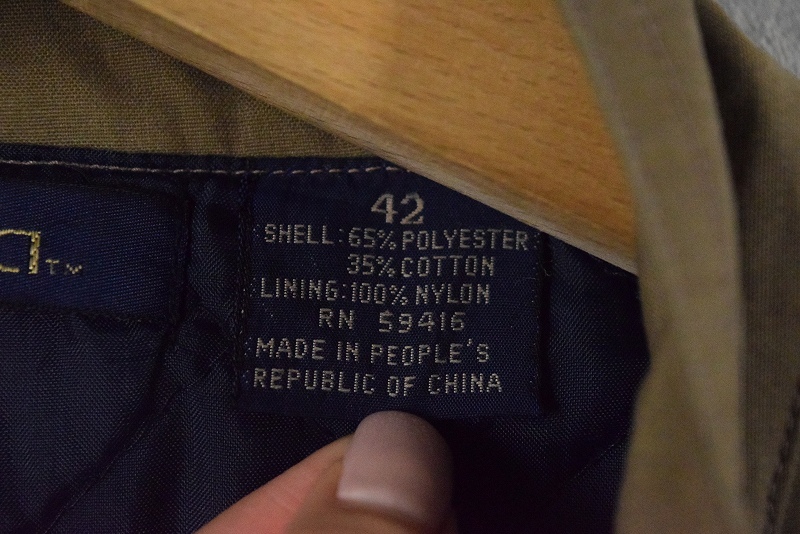 42
SHELL: 65% POLYESTER
35% COTTON
LINING: 100% NYLON
RN 59416
MADE IN PEOPLE'S
REPUBLIC OF CHINA